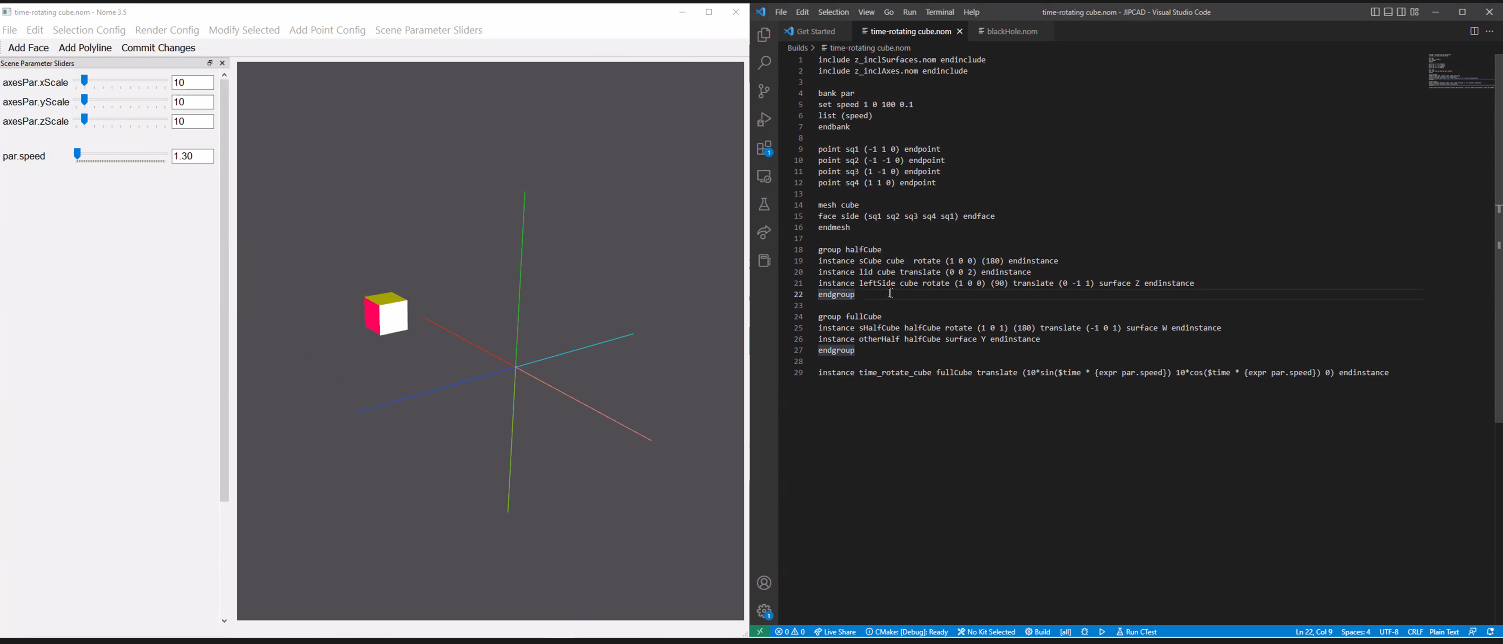 time-rotating cube.nom - Nome 3.5
File Edit Selection Config Render Config Modify Selected Add Point Config Scene Parameter Sliders
Add Face Add Polyline Commit Changes
Scene Parameter Sliders
axesPar.xScale 10
axesPar.yScale 10
axesPar.zScale 10
par.speed 1.30
File Edit Selection View Go Run Terminal Help time-rotating cube.nom - JIPCAD - Visual Studio Code
Get Started time-rotating cube.nom blackHole.nom
Builds > time-rotating cube.nom
1 include z_inclSurfaces.nom endinclude
2 include z_inclAxes.nom endinclude
3
4 bank par
5 set speed 1 0 100 0.1
6 list (speed)
7 endbank
8
9 point sq1 (-1 1 0) endpoint
10 point sq2 (-1 -1 0) endpoint
11 point sq3 (1 -1 0) endpoint
12 point sq4 (1 1 0) endpoint
13
14 mesh cube
15 face side (sq1 sq2 sq3 sq4 sq1) endface
16 endmesh
17
18 group halfCube
19 instance sCube cube  rotate (1 0 0) (180) endinstance
20 instance lid cube translate (0 0 2) endinstance
21 instance leftSide cube rotate (1 0 0) (90) translate (0 -1 1) surface Z endinstance
22 endgroup
23
24 group fullCube
25 instance sHalfCube halfCube rotate (1 0 1) (180) translate (-1 0 1) surface W endinstance
26 instance otherHalf halfCube surface Y endinstance
27 endgroup
28
29 instance time_rotate_cube fullCube translate (10*sin($time * {expr par.speed}) 10*cos($time * {expr par.speed}) 0) endinstance
1
1
0 0 Live Share CMake: [Debug]: Ready No Kit Selected Build [all] Run CTest Ln 22, Col 9 Spaces: 4 UTF-8 CRLF Plain Text